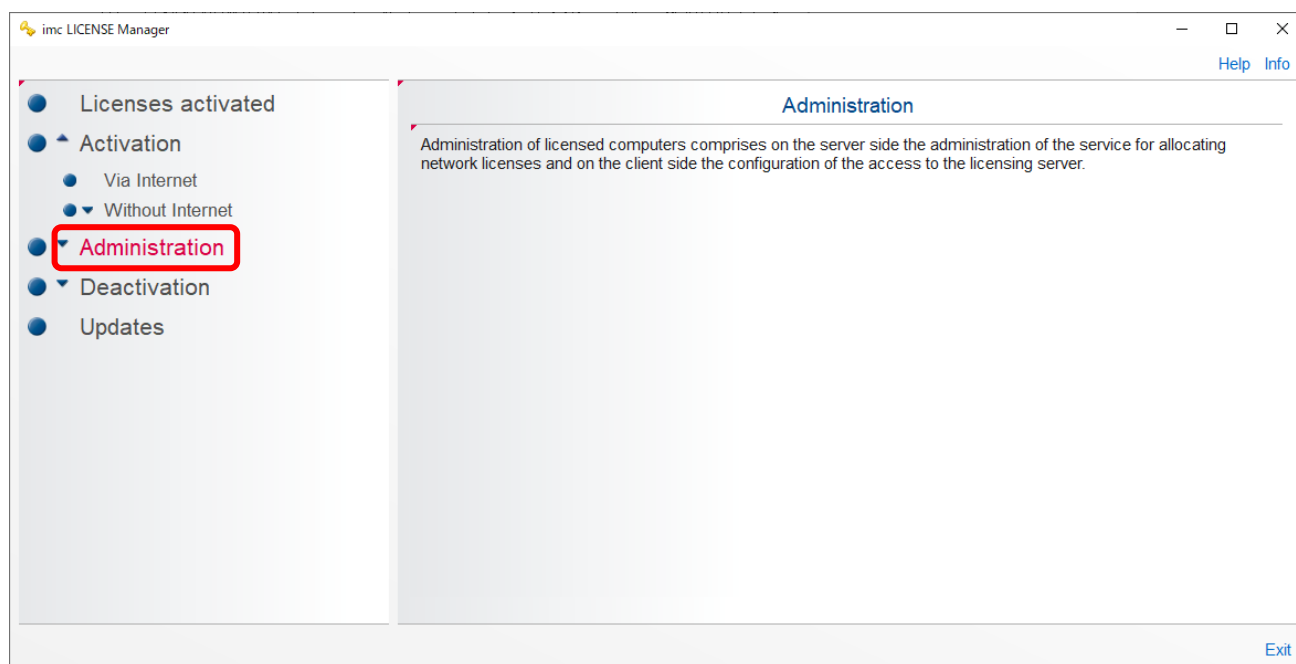 imc LICENSE Manager
Help Info
Licenses activated
Activation
Via Internet
Without Internet
Administration
Deactivation
Updates
Administration
Administration of licensed computers comprises on the server side the administration of the service for allocating
network licenses and on the client side the configuration of the access to the licensing server.
Exit